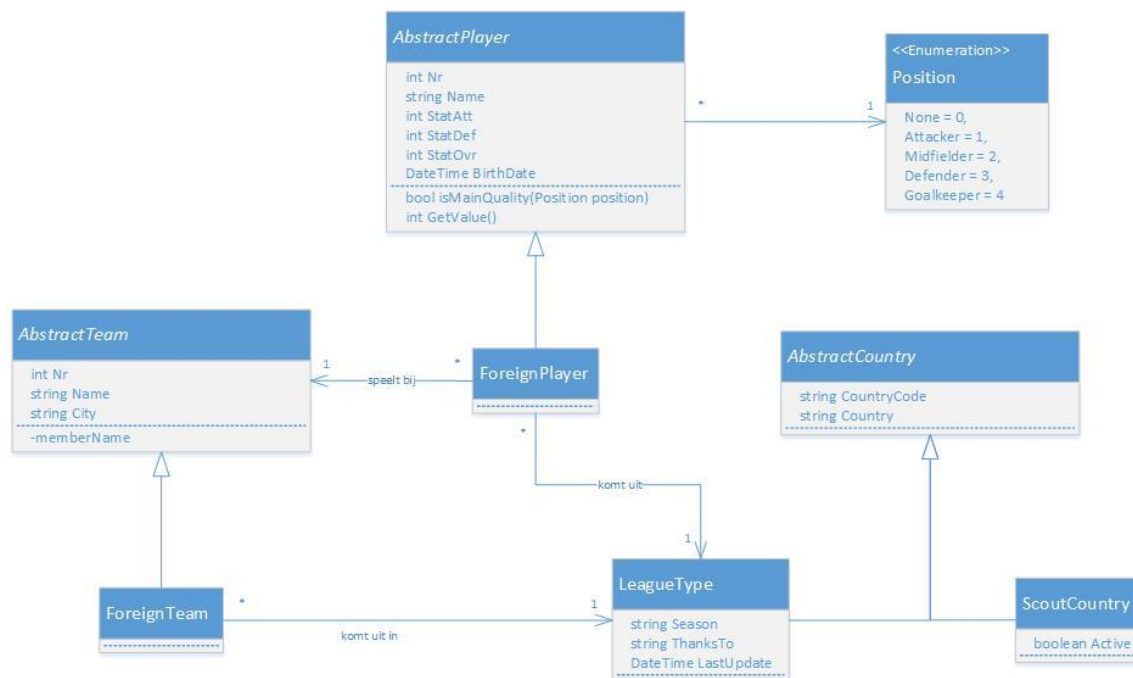 AbstractPlayer
int Nr
string Name
int StatAtt
int StatDef
int StatOvr
DateTime BirthDate
bool isMainQuality(Position position)
int GetValue()
*
1
<<Enumeration>>
Position
None = 0,
Attacker = 1,
Midfielder = 2,
Defender = 3,
Goalkeeper = 4
AbstractTeam
int Nr
string Name
string City
-memberName
1
speelt bij
*
ForeignPlayer
*
komt uit
1
AbstractCountry
string CountryCode
string Country
ForeignTeam
*
komt uit in
1
LeagueType
string Season
string ThanksTo
DateTime LastUpdate
ScoutCountry
boolean Active